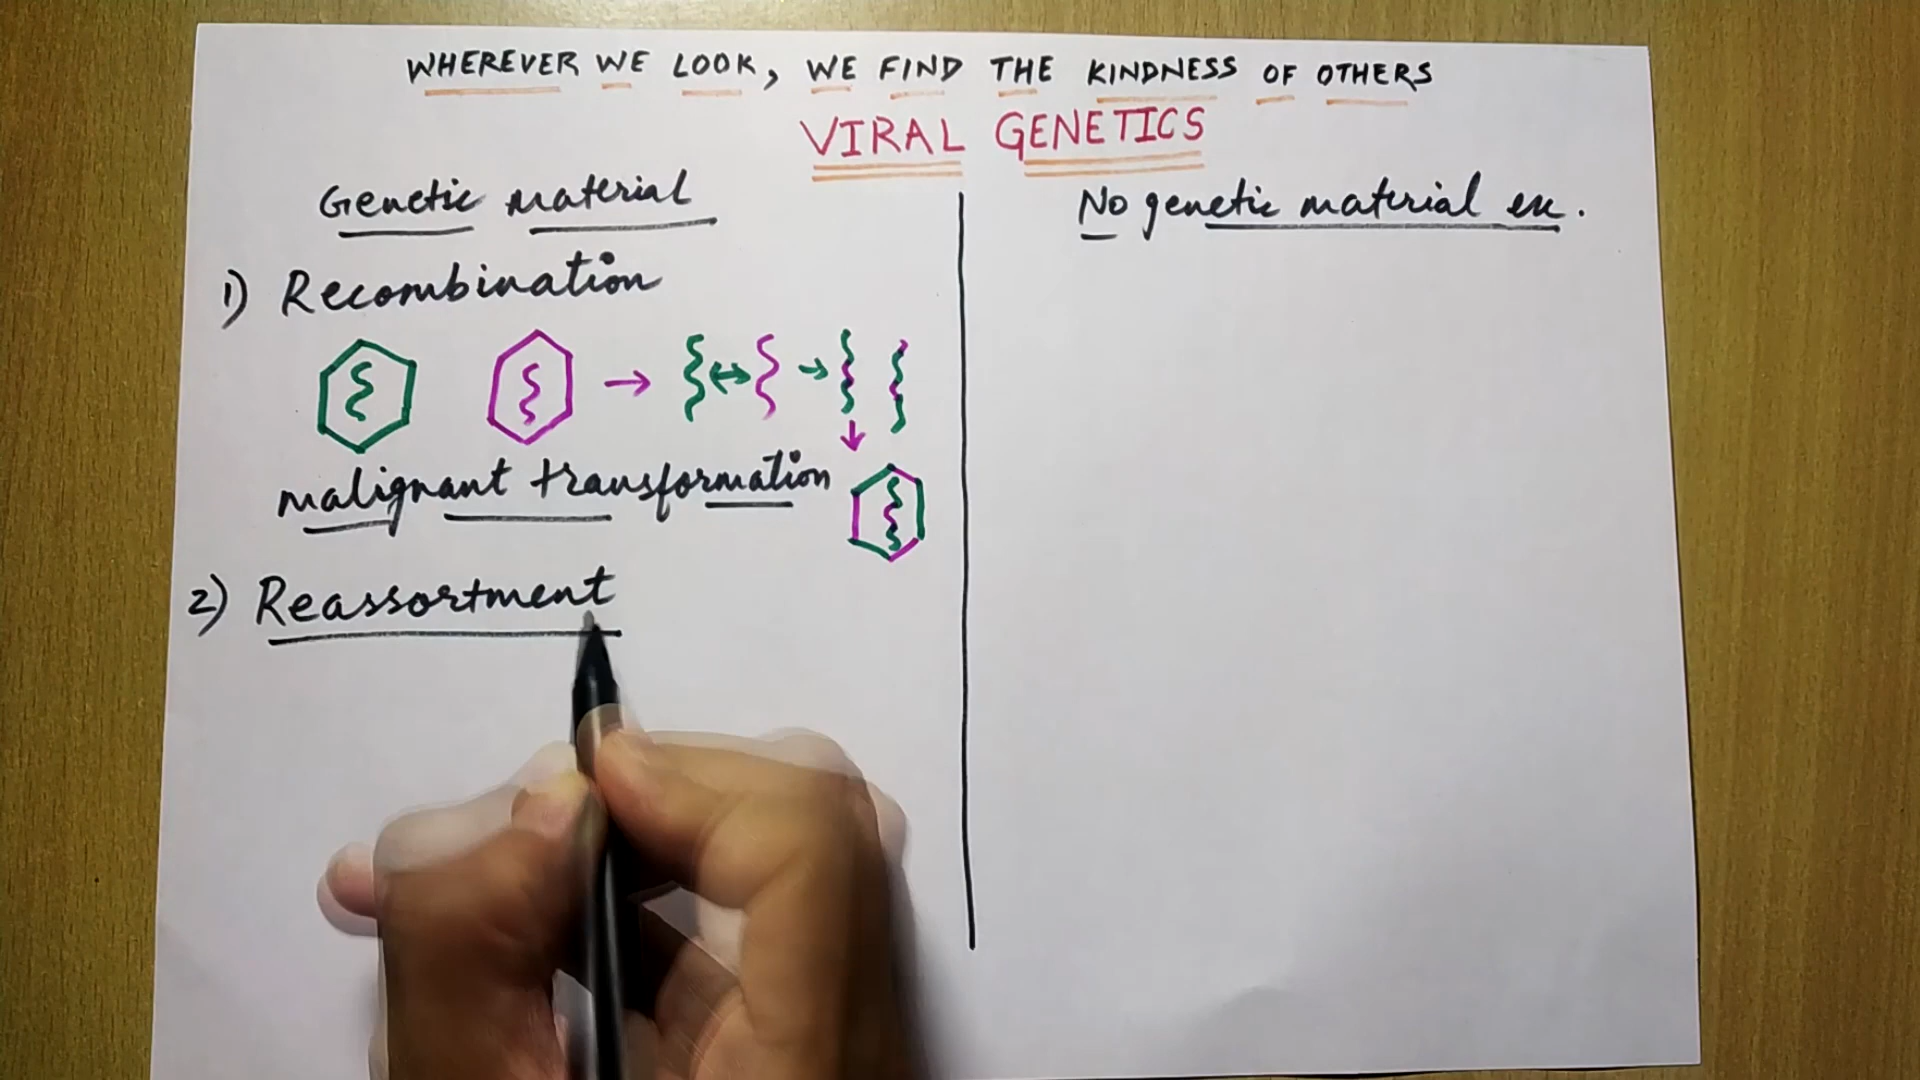 WHEREVER WE LOOK, WE FIND THE KINDNESS OF OTHERS
VIRAL GENETICS
Genetic material
1) Recombination
malignant transformation
2) Reassortment
No genetic material ex.